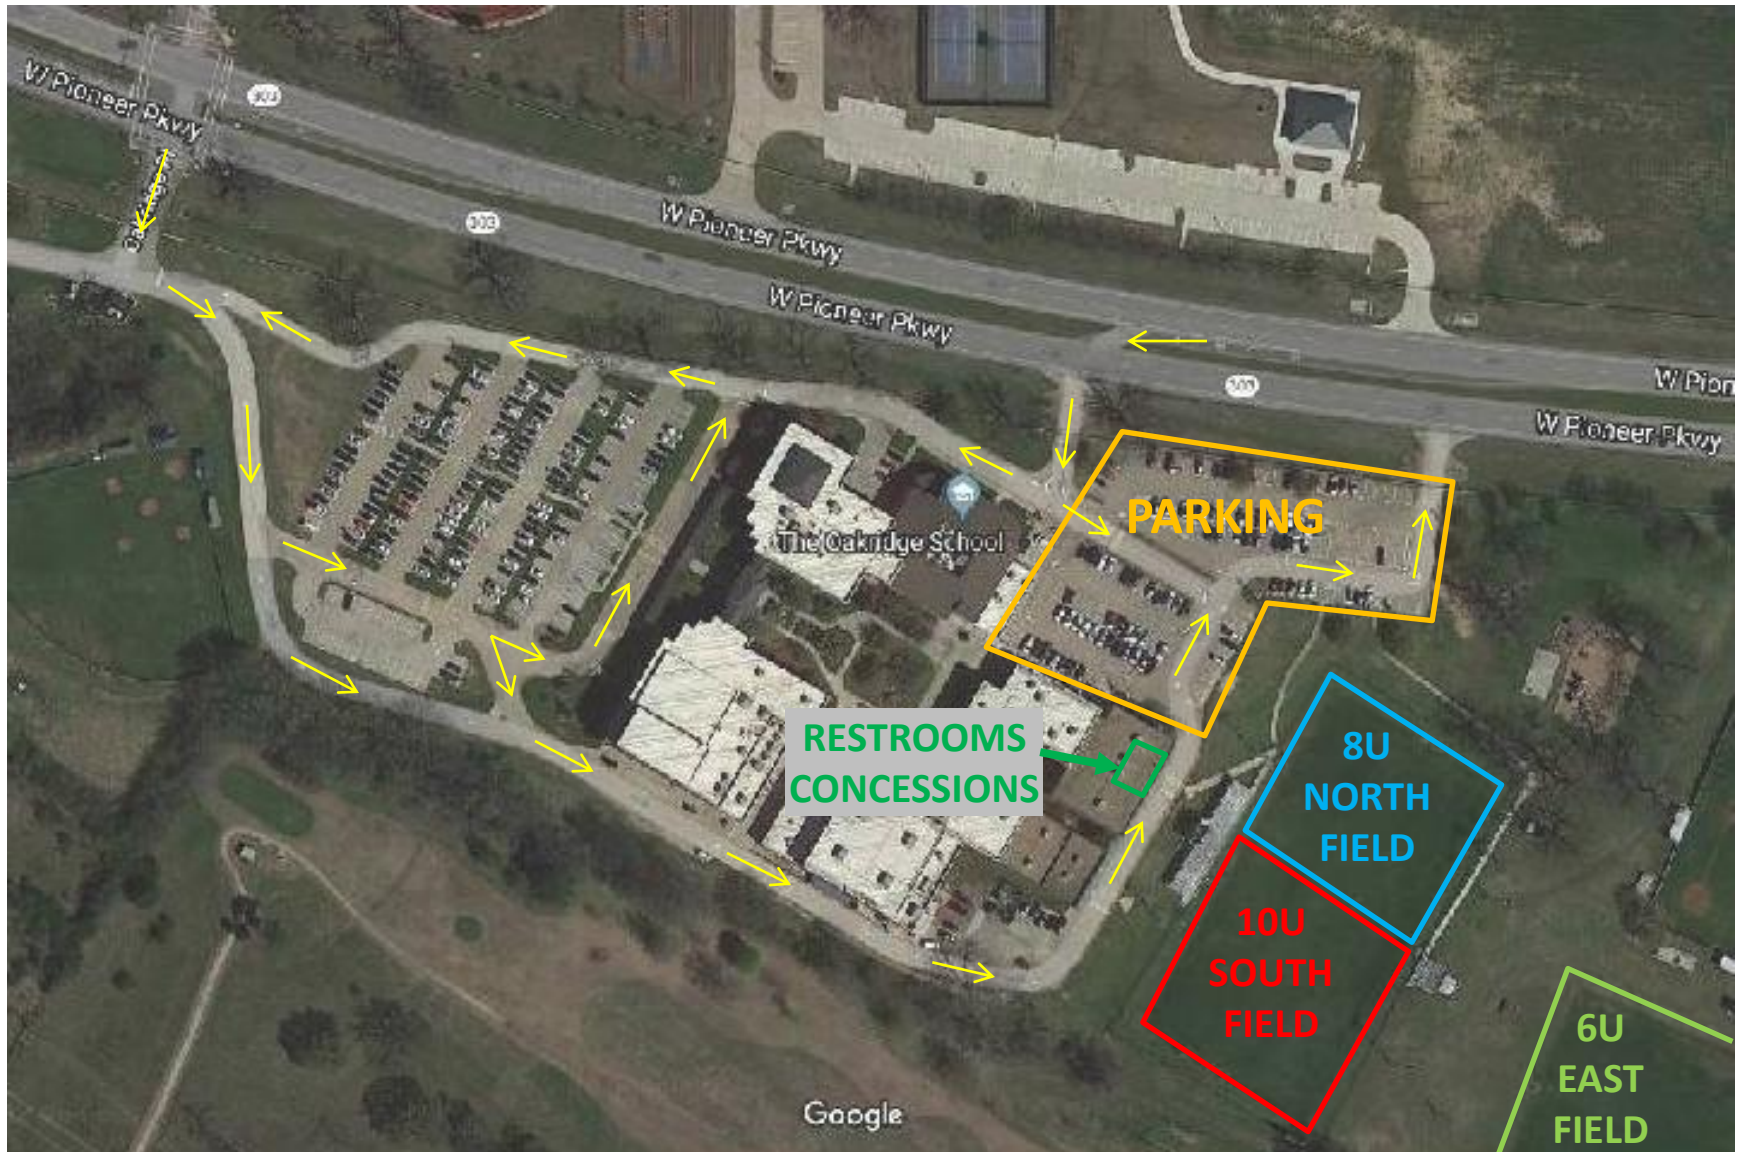 W Pioneer Pkwy
303
W Pioneer Pkwy
303
W Pioneer Pkwy
303
W Pion
W Pioneer Pkwy
PARKING
The Oakridge School
RESTROOMS
CONCESSIONS
8U
NORTH
FIELD
10U
SOUTH
FIELD
6U
EAST
FIELD
Google